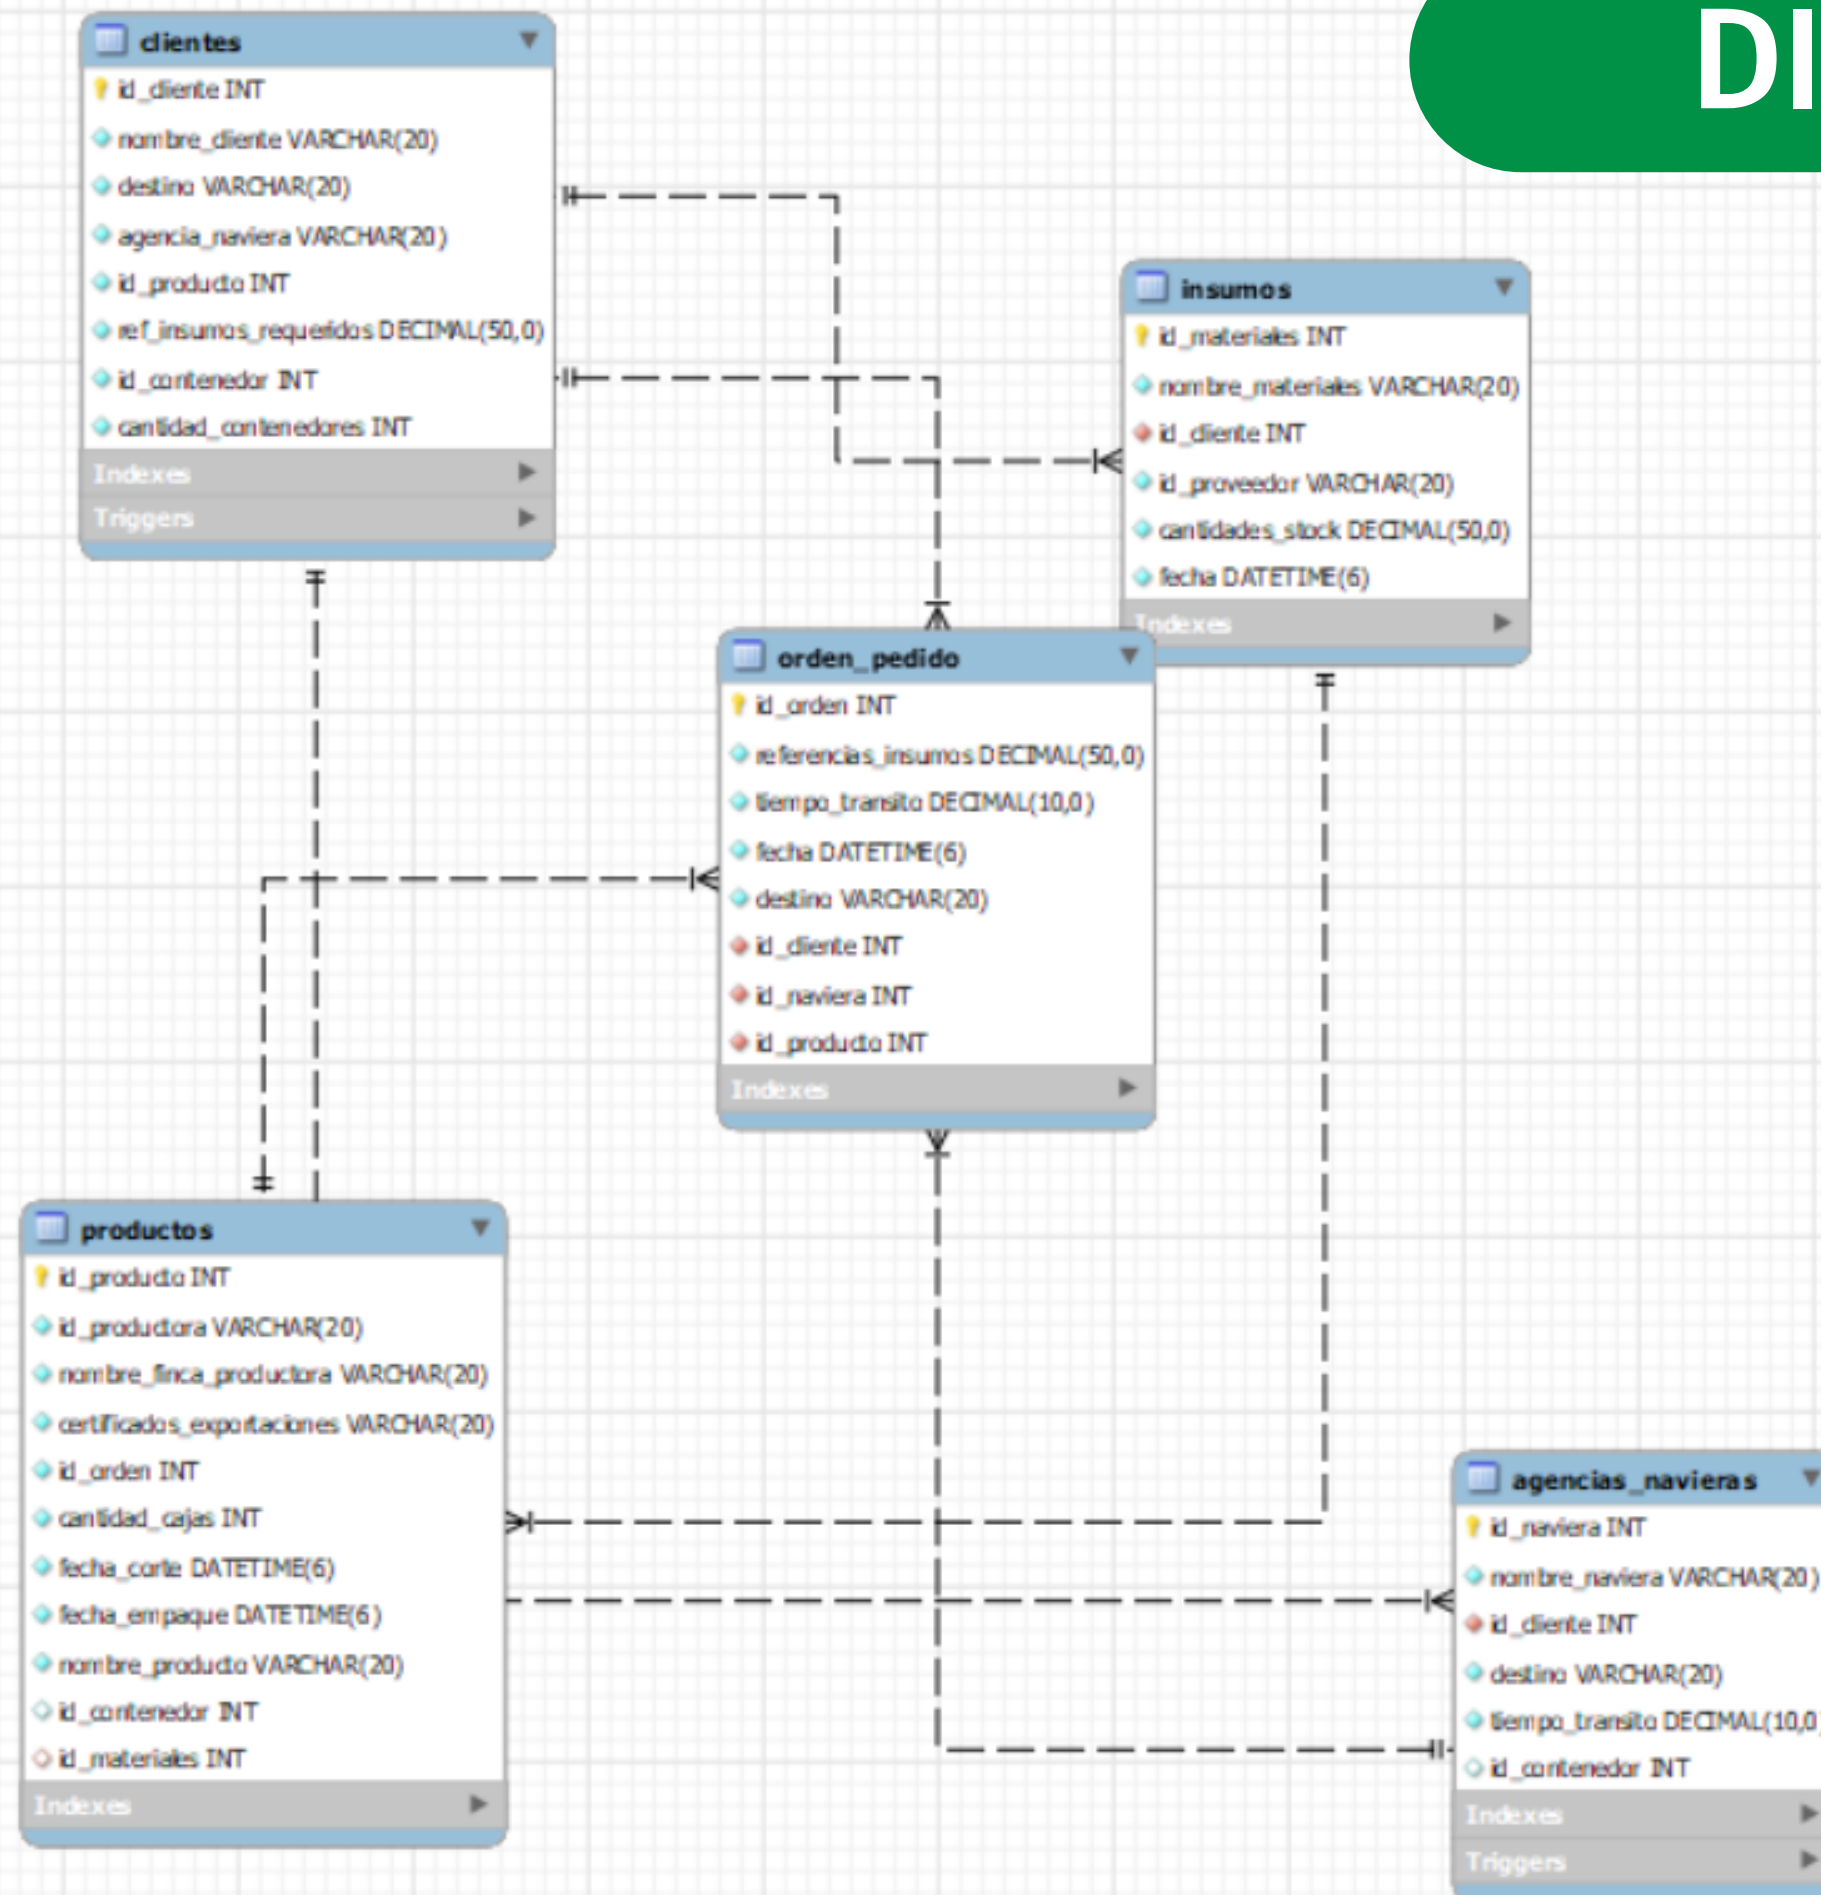 DI
clientes
id_cliente INT
nombre_cliente VARCHAR(20)
destino VARCHAR(20)
agencia_naviera VARCHAR(20)
id_producto INT
ref_insumos_requeridos DECIMAL(50,0)
id_contenedor INT
cantidad_contenedores INT
Indexes
Triggers
insumos
id_materiales INT
nombre_materiales VARCHAR(20)
id_cliente INT
id_proveedor VARCHAR(20)
cantidades_stock DECIMAL(50,0)
fecha DATETIME(6)
Indexes
orden_pedido
id_orden INT
referencias_insumos DECIMAL(50,0)
tiempo_transito DECIMAL(10,0)
fecha DATETIME(6)
destino VARCHAR(20)
id_cliente INT
id_naviera INT
id_producto INT
Indexes
productos
id_producto INT
id_productora VARCHAR(20)
nombre_finca_productora VARCHAR(20)
certificados_exportaciones VARCHAR(20)
id_orden INT
cantidad_cajas INT
fecha_corte DATETIME(6)
fecha_empaque DATETIME(6)
nombre_producto VARCHAR(20)
id_contenedor INT
id_materiales INT
Indexes
agencias_navieras
id_naviera INT
nombre_naviera VARCHAR(20)
id_cliente INT
destino VARCHAR(20)
tiempo_transito DECIMAL(10,0
id_contenedor INT
Indexes
Triggers